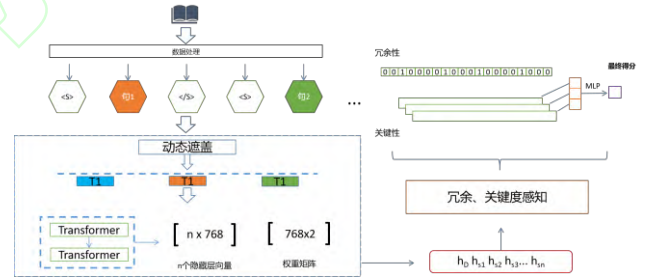 数据处理
<S>
句1
</S>
<S>
句2
...
动态遮盖
T1
T1
T1
Transformer
Transformer
[ n x 768 ]
n个隐藏层向量
[ 768x2 ]
权重矩阵
冗余性
0 0 1 0 0 0 0 1 0 0 0 1 0 0 0 0 1 0 0 0
关键性
MLP
最终得分
冗余、关键度感知
hD hs1 hs2 hs3... hsn